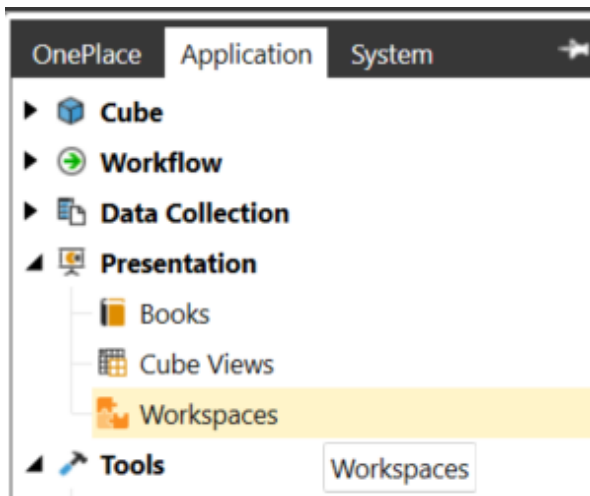 OnePlace Application System
Cube
Workflow
Data Collection
Presentation
Books
Cube Views
Workspaces
Tools
Workspaces